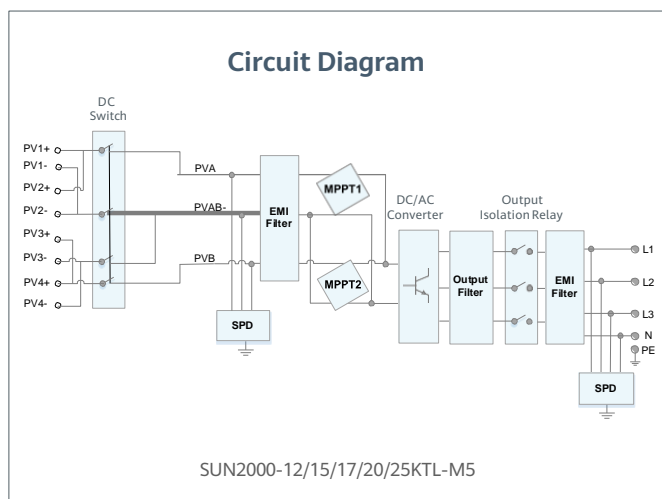 Circuit Diagram
DC
Switch
PV1+
PV1-
PV2+
PV2-
PV3+
PV3-
PV4+
PV4-
PVA
PVAB-
PVB
EMI
Filter
SPD
MPPT1
MPPT2
DC/AC
Converter
Output
Filter
Output
Isolation Relay
EMI
Filter
L1
L2
L3
N
PE
SPD
SUN2000-12/15/17/20/25KTL-M5